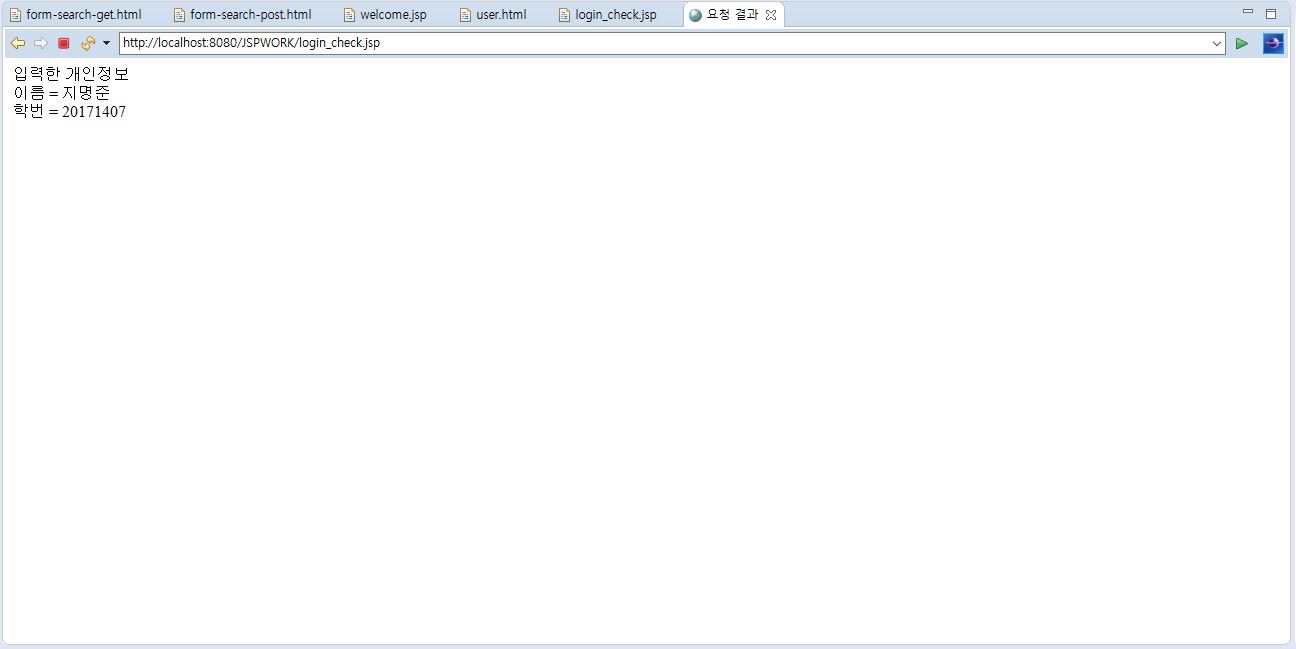 form-search-get.html form-search-post.html welcome.jsp user.html login_check.jsp 요청 결과
http://localhost:8080/JSPWORK/login_check.jsp
입력한 개인정보
이름 = 지명준
학번 = 20171407